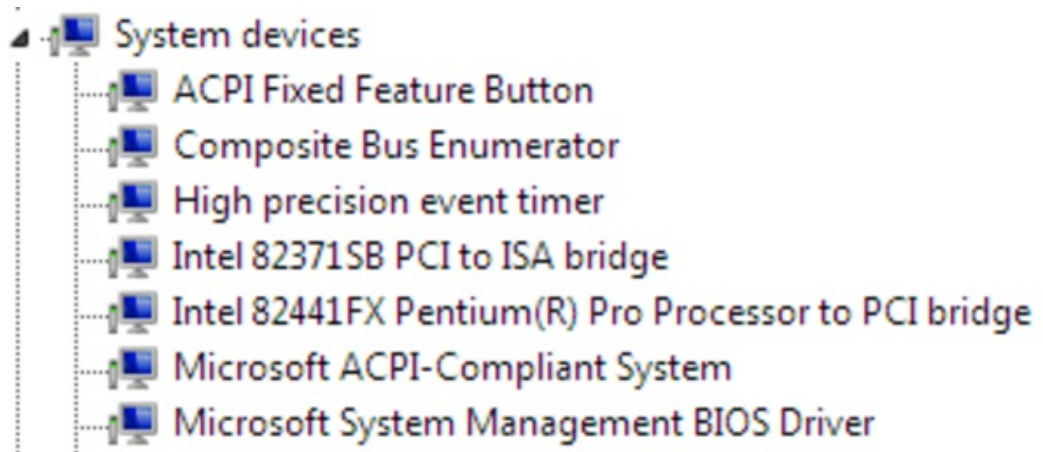 System devices
ACPI Fixed Feature Button
Composite Bus Enumerator
High precision event timer
Intel 82371SB PCI to ISA bridge
Intel 82441FX Pentium(R) Pro Processor to PCI bridge
Microsoft ACPI-Compliant System
Microsoft System Management BIOS Driver